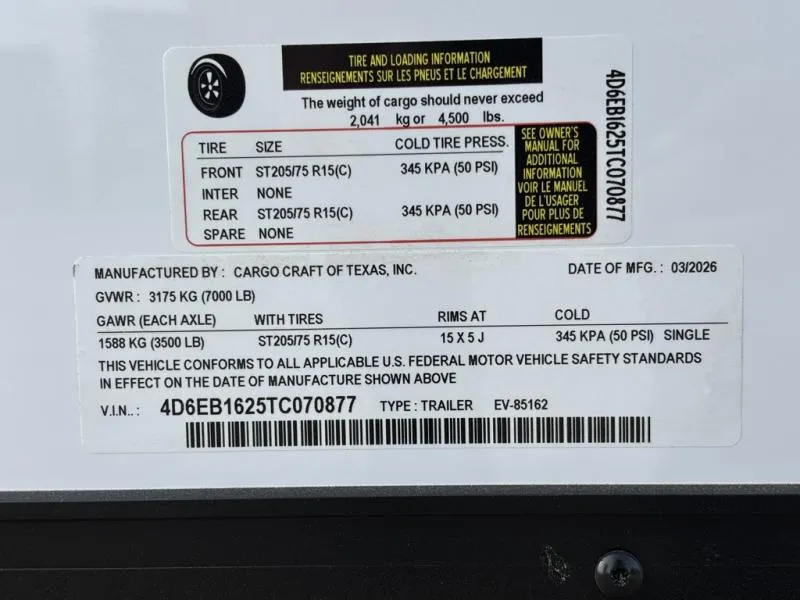 TIRE AND LOADING INFORMATION
RENSEIGNEMENTS SUR LES PNEUS ET LE CHARGEMENT
The weight of cargo should never exceed
2,041 kg or 4,500 lbs.
TIRE SIZE COLD TIRE PRESS.
FRONT ST205/75 R15(C) 345 KPA (50 PSI)
INTER NONE
REAR ST205/75 R15(C) 345 KPA (50 PSI)
SPARE NONE
SEE OWNER'S
MANUAL FOR
ADDITIONAL
INFORMATION
VOIR LE MANUEL
DE L'USAGER
POUR PLUS DE
RENSEIGNEMENTS
4D6EB1625TC070877
MANUFACTURED BY : CARGO CRAFT OF TEXAS, INC. DATE OF MFG. : 03/2026
GVWR : 3175 KG (7000 LB)
GAWR (EACH AXLE) WITH TIRES RIMS AT COLD
1588 KG (3500 LB) ST205/75 R15(C) 15 X 5 J 345 KPA (50 PSI) SINGLE
THIS VEHICLE CONFORMS TO ALL APPLICABLE U.S. FEDERAL MOTOR VEHICLE SAFETY STANDARDS
IN EFFECT ON THE DATE OF MANUFACTURE SHOWN ABOVE
V.I.N.. : 4D6EB1625TC070877 TYPE : TRAILER EV-85162